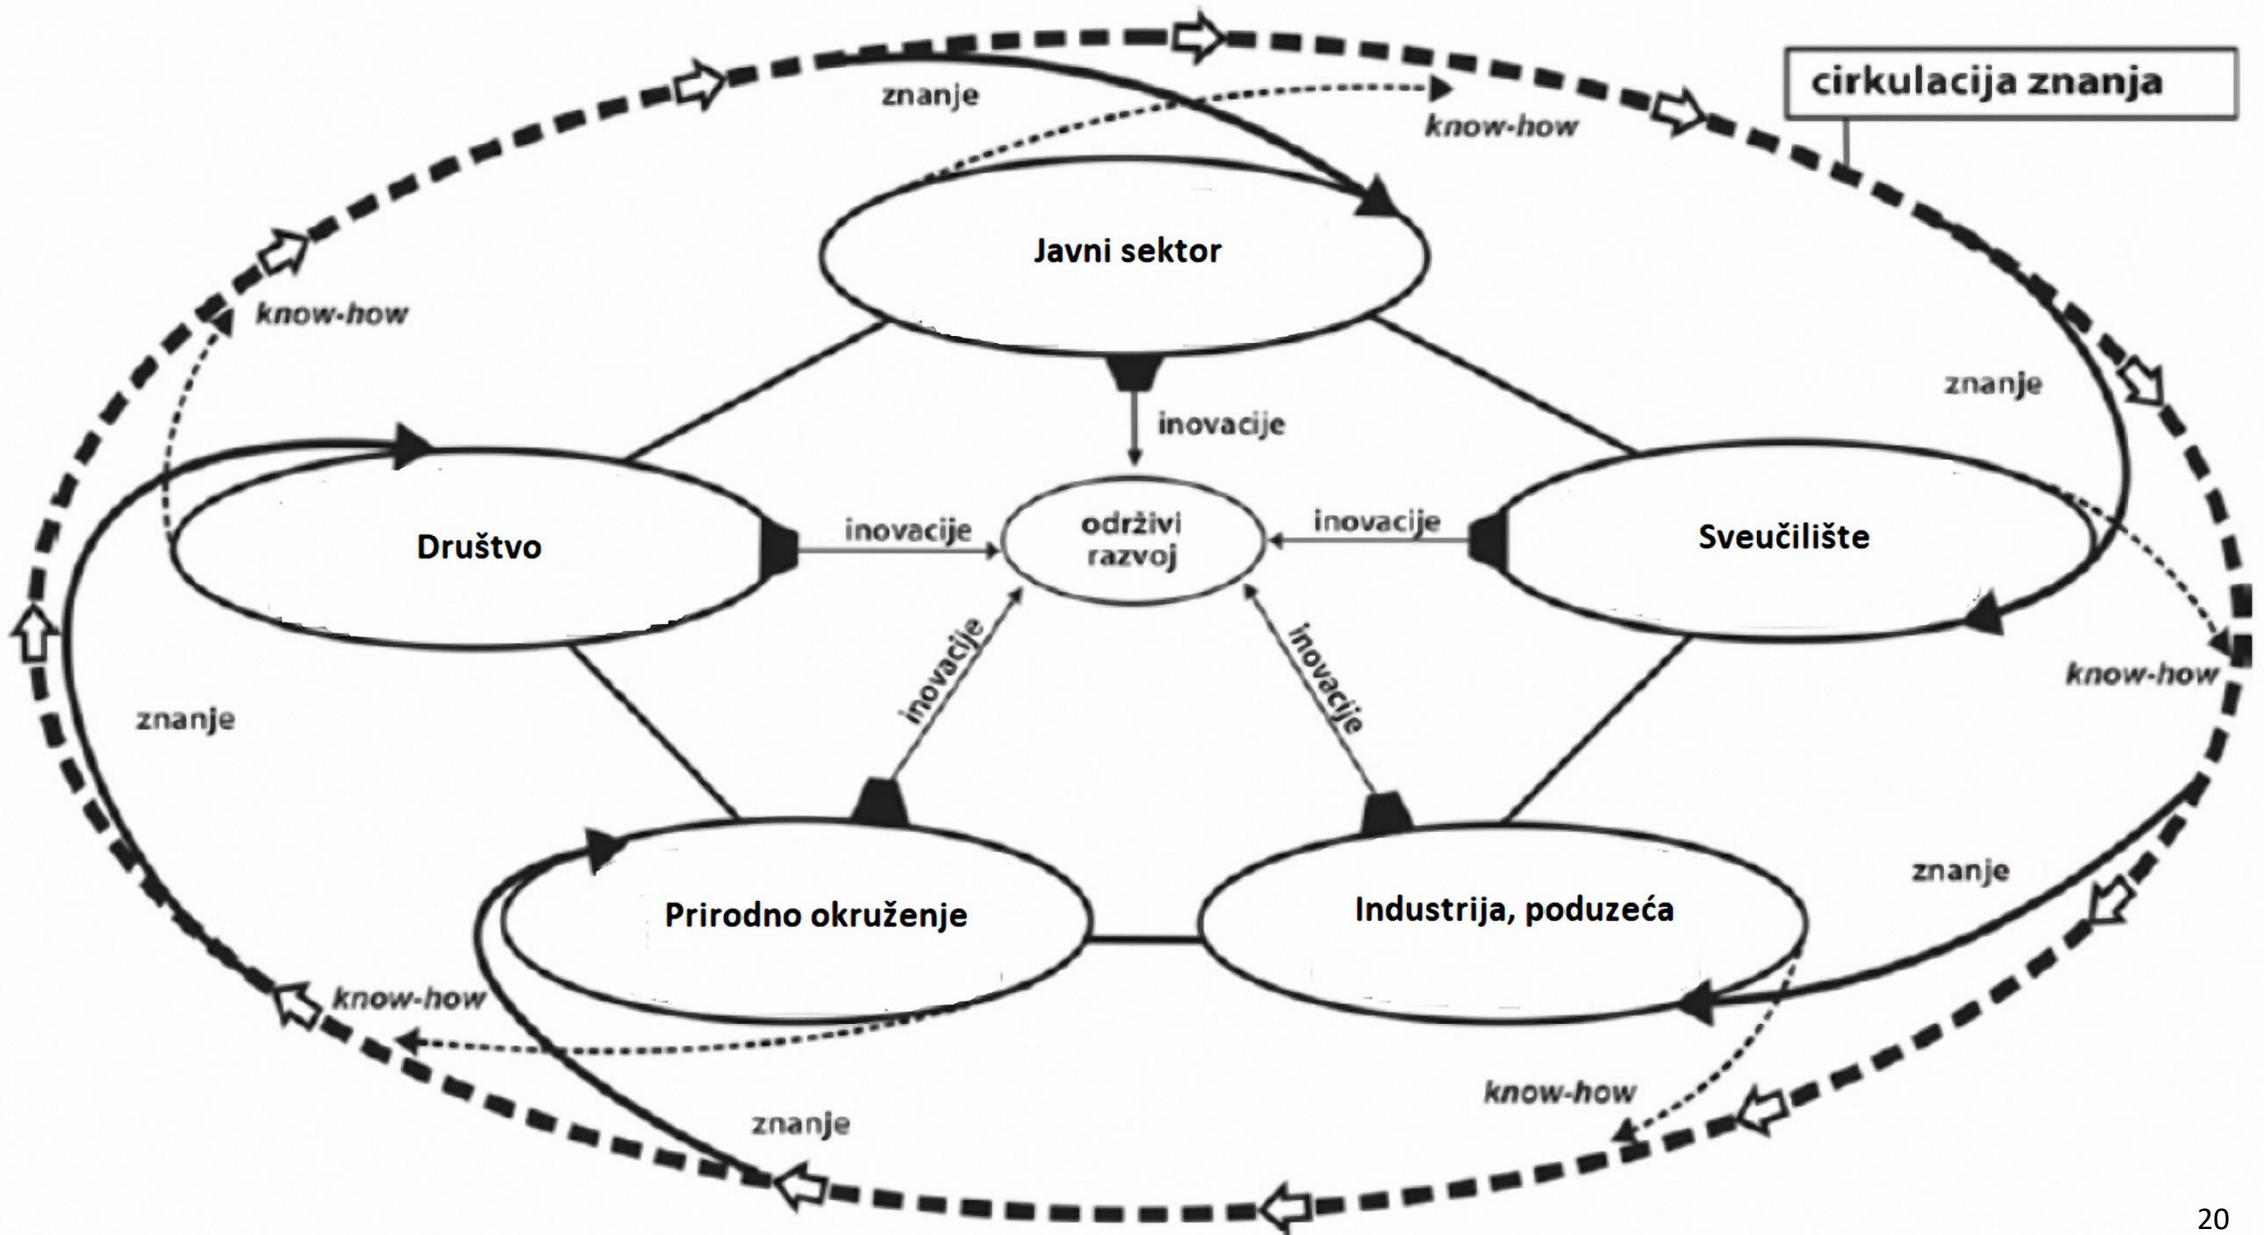 cirkulacija znanja
znanje
know-how
Javni sektor
know-how
znanje
inovacije
Društvo
inovacije
održivi
razvoj
inovacije
Sveučilište
know-how
znanje
inovacije
inovacije
znanje
Prirodno okruženje
Industrija, poduzeća
know-how
know-how
znanje
20